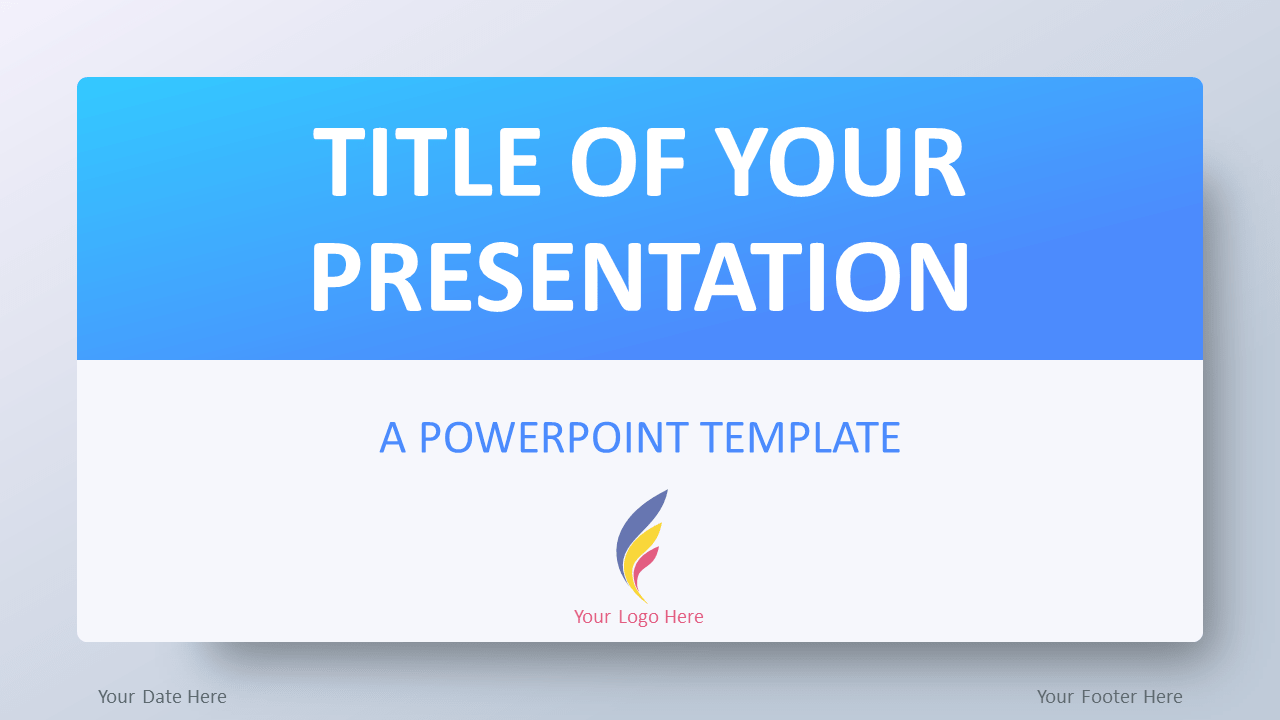 TITLE OF YOUR
PRESENTATION
A POWERPOINT TEMPLATE
Your Logo Here
Your Date Here
Your Footer Here